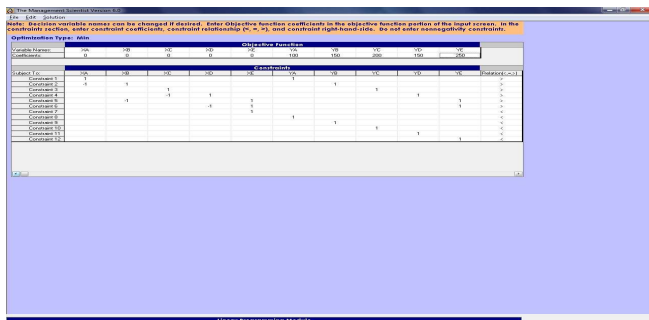 The Management Scientist Version 5.0
File Edit Solution
Note: Decision variable names can be changed if desired. Enter Objective function coefficients in the objective function portion of the input screen. In the
constraints section, enter constraint coefficients, constraint relationship (<, =, >), and constraint right-hand-side. Do not enter nonnegativity constraints.
Optimization Type: Min
Objective Function
Variable Names: XA XB XC XD XE YA YB YC YD YE
Coefficients: 0 0 0 0 0 100 150 200 150 250
Constraints
Subject To: XA XB XC XD XE YA YB YC YD YE Relation(<,=,>)
Constraint 1 1 1 >
Constraint 2 -1 1 1 >
Constraint 3 1 1 >
Constraint 4 -1 1 1 >
Constraint 5 -1 1 1 >
Constraint 6 -1 1 1 >
Constraint 7 1 <
Constraint 8 1 <
Constraint 9 1 <
Constraint 10 1 <
Constraint 11 1 <
Constraint 12 1 <
Linear Programming Module